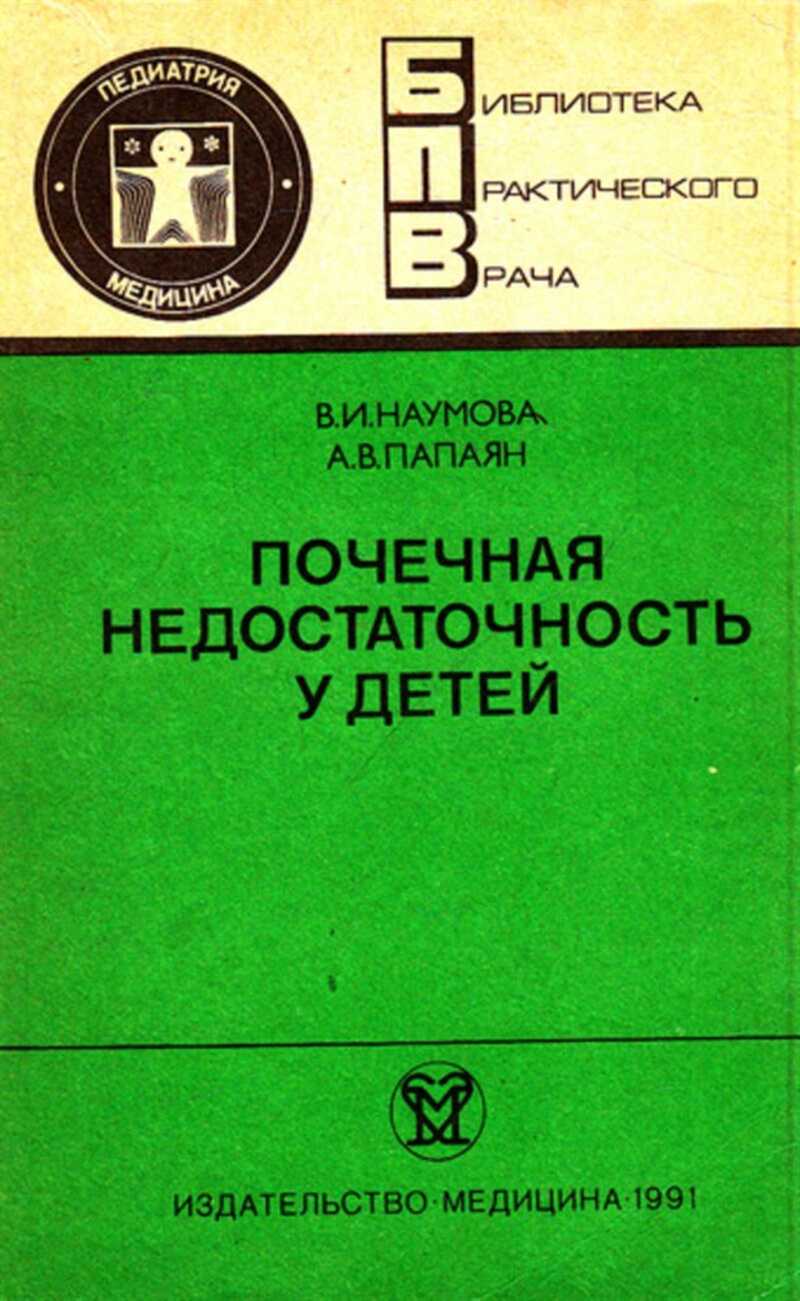 ПЕДИАТРИЯ
МЕДИЦИНА
БИБЛИОТЕКА
ПРАКТИЧЕСКОГО
ВРАЧА
В.И.НАУМОВА,
А.В.ПАПАЯН
ПОЧЕЧНАЯ
НЕДОСТАТОЧНОСТЬ
У ДЕТЕЙ
ИЗДАТЕЛЬСТВО·МЕДИЦИНА·1991